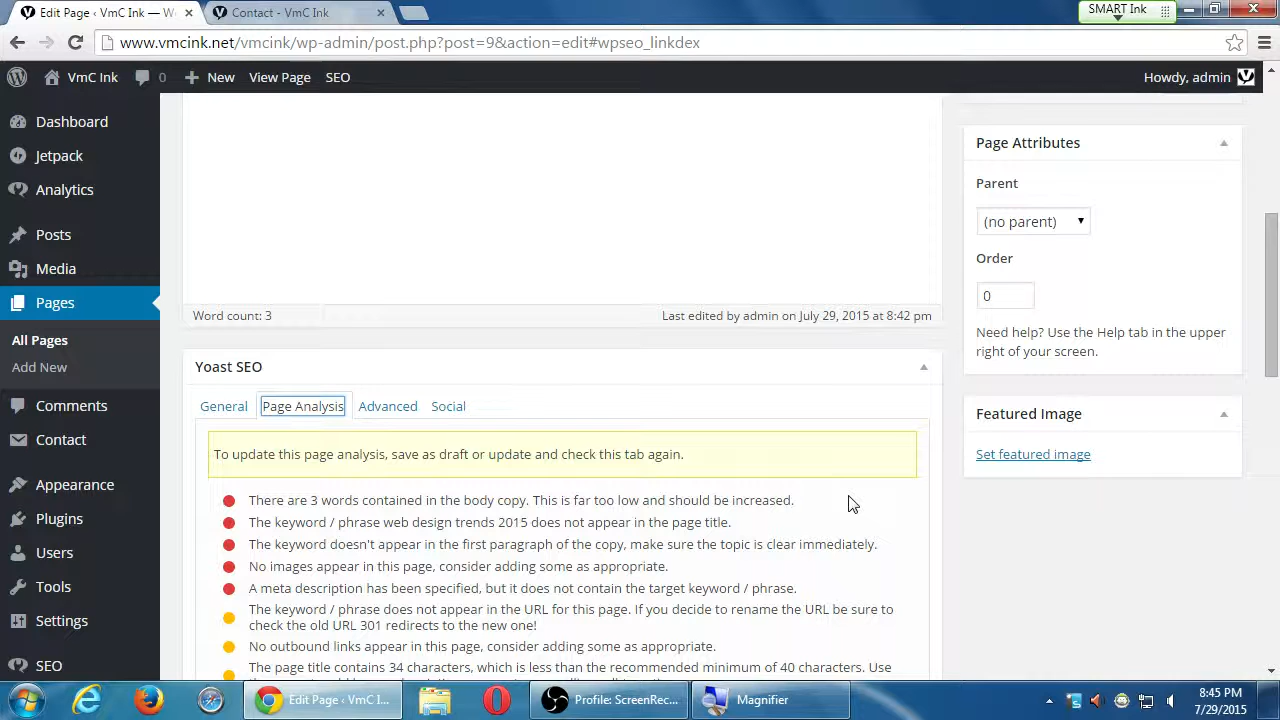 Edit Page ‹ VmC Ink — W
Contact - VmC Ink
SMART Ink
www.vmcink.net/vmcink/wp-admin/post.php?post=9&action=edit#wpseo_linkdex
VmC Ink
0
New
View Page
SEO
Howdy, admin
Dashboard
Jetpack
Analytics
Posts
Media
Pages
All Pages
Add New
Comments
Contact
Appearance
Plugins
Users
Tools
Settings
SEO
Word count: 3
Last edited by admin on July 29, 2015 at 8:42 pm
Yoast SEO
General
Page Analysis
Advanced
Social
To update this page analysis, save as draft or update and check this tab again.
There are 3 words contained in the body copy. This is far too low and should be increased.
The keyword / phrase web design trends 2015 does not appear in the page title.
The keyword doesn't appear in the first paragraph of the copy, make sure the topic is clear immediately.
No images appear in this page, consider adding some as appropriate.
A meta description has been specified, but it does not contain the target keyword / phrase.
The keyword / phrase does not appear in the URL for this page. If you decide to rename the URL be sure to
check the old URL 301 redirects to the new one!
No outbound links appear in this page, consider adding some as appropriate.
The page title contains 34 characters, which is less than the recommended minimum of 40 characters. Use
Page Attributes
Parent
(no parent)
Order
0
Need help? Use the Help tab in the upper
right of your screen.
Featured Image
Set featured image
Edit Page ‹ VmC I...
Profile: ScreenRec...
Magnifier
8:45 PM
7/29/2015